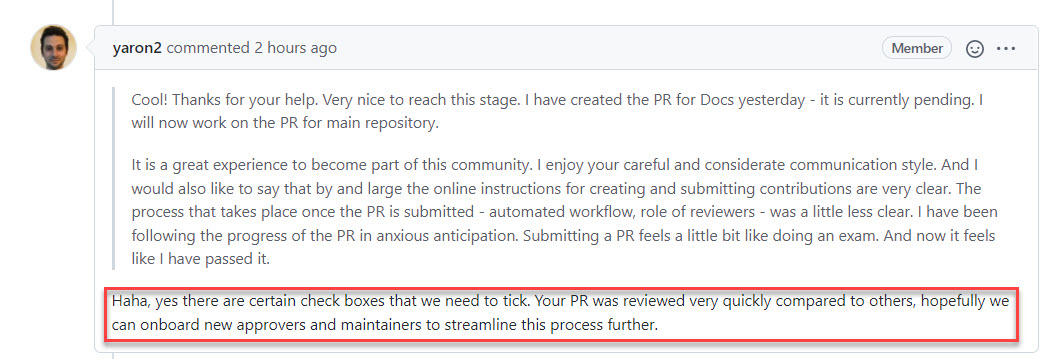 yaron2 commented 2 hours ago
Member
Cool! Thanks for your help. Very nice to reach this stage. I have created the PR for Docs yesterday - it is currently pending. I
will now work on the PR for main repository.
It is a great experience to become part of this community. I enjoy your careful and considerate communication style. And I
would also like to say that by and large the online instructions for creating and submitting contributions are very clear. The
process that takes place once the PR is submitted - automated workflow, role of reviewers - was a little less clear. I have been
following the progress of the PR in anxious anticipation. Submitting a PR feels a little bit like doing an exam. And now it feels
like I have passed it.
Haha, yes there are certain check boxes that we need to tick. Your PR was reviewed very quickly compared to others, hopefully we
can onboard new approvers and maintainers to streamline this process further.